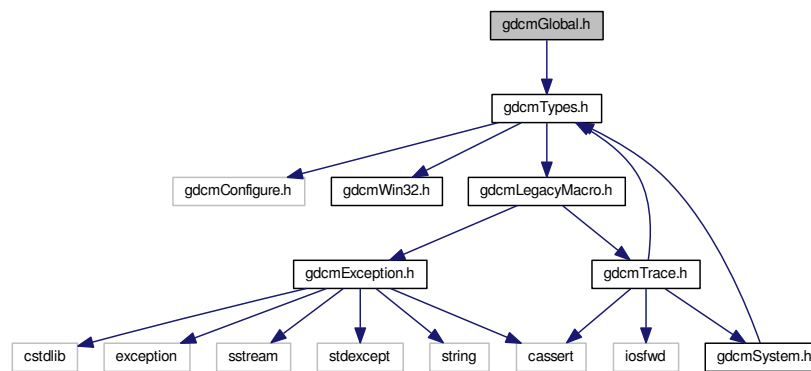 gdcmGlobal.h
gdcmTypes.h
gdcmConfigure.h
gdcmWin32.h
gdcmLegacyMacro.h
gdcmException.h
gdcmTrace.h
cstdlib
exception
sstream
stdexcept
string
cassert
iosfwd
gdcmSystem.h